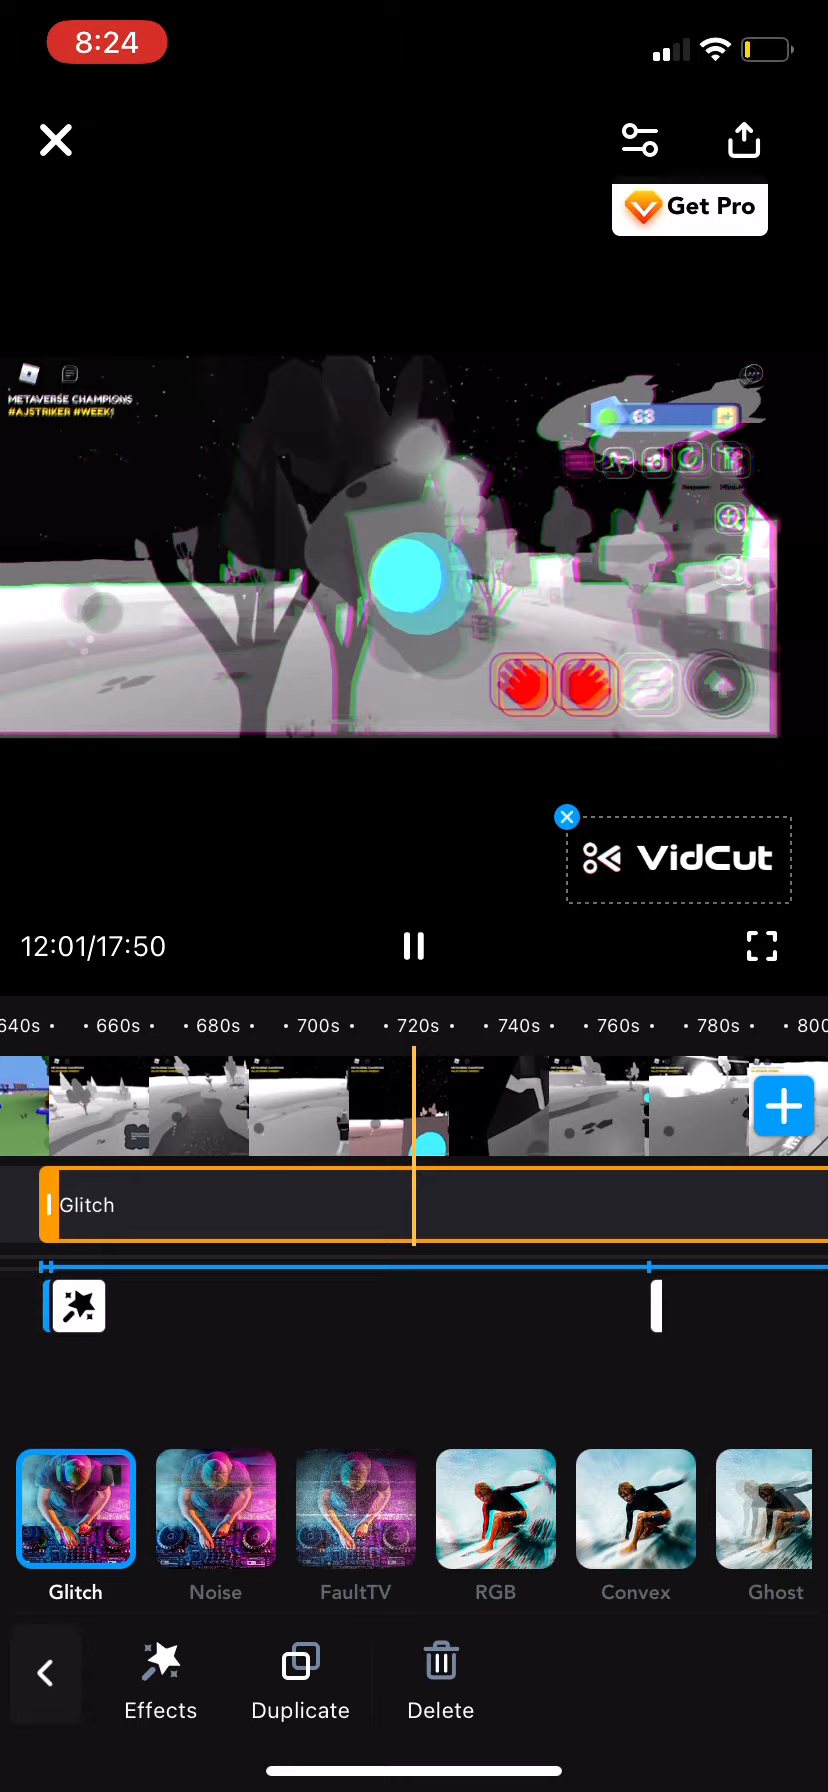 8:24
Get Pro
METAVERSE CHAMPIONS
#AJSTRIKER #WEEK1
63
VidCut
12:01/17:50
640s
660s
680s
700s
720s
740s
760s
780s
800
Glitch
Glitch
Noise
FaultTV
RGB
Convex
Ghost
Effects
Duplicate
Delete